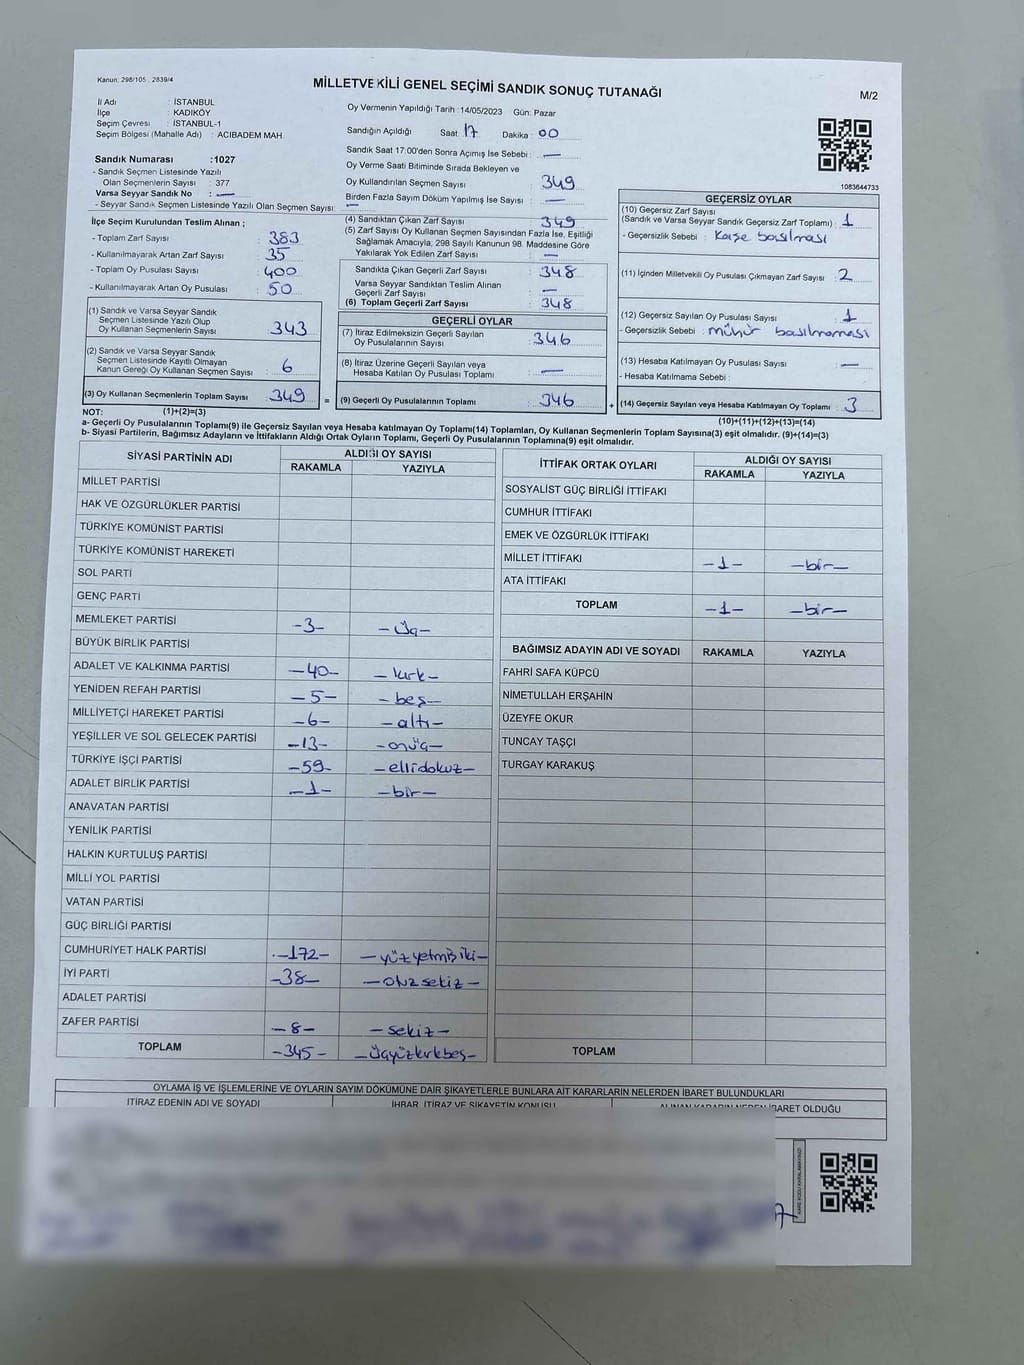 Kanun: 298/105 , 2839/4
MİLLETVEKİLİ GENEL SEÇİMİ SANDIK SONUÇ TUTANAĞI
M/2
İl Adı : İSTANBUL
İlçe : KADIKÖY
Seçim Çevresi : İSTANBUL-1
Seçim Bölgesi (Mahalle Adı) : ACIBADEM MAH.
Sandık Numarası :1027
- Sandık Seçmen Listesinde Yazılı
Olan Seçmenlerin Sayısı : 377
Varsa Seyyar Sandık No : —
- Seyyar Sandık Seçmen Listesinde Yazılı Olan Seçmen Sayısı: —
İlçe Seçim Kurulundan Teslim Alınan ;
- Toplam Zarf Sayısı : 383
- Kullanılmayarak Artan Zarf Sayısı : 35
- Toplam Oy Pusulası Sayısı : 400
- Kullanılmayarak Artan Oy Pusulası : 50
(1) Sandık ve Varsa Seyyar Sandık
Seçmen Listesinde Yazılı Olup
Oy Kullanan Seçmenlerin Sayısı : 343
(2) Sandık ve Varsa Seyyar Sandık
Seçmen Listesinde Kayıtlı Olmayan
Kanun Gereği Oy Kullanan Seçmen Sayısı : 6
(3) Oy Kullanan Seçmenlerin Toplam Sayısı : 349
Oy Vermenin Yapıldığı Tarih :14/05/2023 Gün: Pazar
Sandığın Açıldığı Saat: 17 Dakika: 00
Sandık Saat 17:00'den Sonra Açımış İse Sebebi : —
Oy Verme Saati Bitiminde Sırada Bekleyen ve
Oy Kullandırılan Seçmen Sayısı : 349
Birden Fazla Sayım Döküm Yapılmış İse Sayısı : —
(4) Sandıktan Çıkan Zarf Sayısı : 349
(5) Zarf Sayısı Oy Kullanan Seçmen Sayısından Fazla İse, Eşitliği
Sağlamak Amacıyla, 298 Sayılı Kanunun 98. Maddesine Göre
Yakılarak Yok Edilen Zarf Sayısı : —
Sandıkta Çıkan Geçerli Zarf Sayısı : 348
Varsa Seyyar Sandıktan Teslim Alınan
Geçerli Zarf Sayısı : —
(6) Toplam Geçerli Zarf Sayısı : 348
GEÇERLİ OYLAR
(7) İtiraz Edilmeksizin Geçerli Sayılan
Oy Pusulalarının Sayısı : 346
(8) İtiraz Üzerine Geçerli Sayılan veya
Hesaba Katılan Oy Pusulası Toplamı : —
= (9) Geçerli Oy Pusulalarının Toplamı : 346
1083644733
GEÇERSİZ OYLAR
(10) Geçersiz Zarf Sayısı
(Sandık ve Varsa Seyyar Sandık Geçersiz Zarf Toplamı) : 1
- Geçersizlik Sebebi : Kaşe basılması
(11) İçinden Milletvekili Oy Pusulası Çıkmayan Zarf Sayısı : 2
(12) Geçersiz Sayılan Oy Pusulası Sayısı : 1
- Geçersizlik Sebebi : mühür basılmaması
(13) Hesaba Katılmayan Oy Pusulası Sayısı : —
- Hesaba Katılmama Sebebi :
+ (14) Geçersiz Sayılan veya Hesaba Katılmayan Oy Toplamı : 3
NOT: (1)+(2)=(3) (10)+(11)+(12)+(13)=(14)
a- Geçerli Oy Pusulalarının Toplamı(9) ile Geçersiz Sayılan veya Hesaba katılmayan Oy Toplamı(14) Toplamları, Oy Kullanan Seçmenlerin Toplam Sayısına(3) eşit olmalıdır. (9)+(14)=(3)
b- Siyasi Partilerin, Bağımsız Adayların ve İttifakların Aldığı Ortak Oyların Toplamı, Geçerli Oy Pusulalarının Toplamına(9) eşit olmalıdır.
SİYASİ PARTİNİN ADI ALDIĞI OY SAYISI
RAKAMLA YAZIYLA
MİLLET PARTİSİ
HAK VE ÖZGÜRLÜKLER PARTİSİ
TÜRKİYE KOMÜNİST PARTİSİ
TÜRKİYE KOMÜNİST HAREKETİ
SOL PARTİ
GENÇ PARTİ
MEMLEKET PARTİSİ -3- -üç-
BÜYÜK BİRLİK PARTİSİ
ADALET VE KALKINMA PARTİSİ -40- -kırk-
YENİDEN REFAH PARTİSİ -5- -beş-
MİLLİYETÇİ HAREKET PARTİSİ -6- -altı-
YEŞİLLER VE SOL GELECEK PARTİSİ -13- -onüç-
TÜRKİYE İŞÇİ PARTİSİ -59- -ellidokuz-
ADALET BİRLİK PARTİSİ -1- -bir-
ANAVATAN PARTİSİ
YENİLİK PARTİSİ
HALKIN KURTULUŞ PARTİSİ
MİLLİ YOL PARTİSİ
VATAN PARTİSİ
GÜÇ BİRLİĞİ PARTİSİ
CUMHURİYET HALK PARTİSİ -172- -yüzyetmişiki-
İYİ PARTİ -38- -otuzsekiz-
ADALET PARTİSİ
ZAFER PARTİSİ -8- -sekiz-
TOPLAM -345- -üçyüzkırkbeş-
İTTİFAK ORTAK OYLARI ALDIĞI OY SAYISI
RAKAMLA YAZIYLA
SOSYALİST GÜÇ BİRLİĞİ İTTİFAKI
CUMHUR İTTİFAKI
EMEK VE ÖZGÜRLÜK İTTİFAKI
MİLLET İTTİFAKI -1- -bir-
ATA İTTİFAKI
TOPLAM -1- -bir-
BAĞIMSIZ ADAYIN ADI VE SOYADI RAKAMLA YAZIYLA
FAHRİ SAFA KÜPCÜ
NİMETULLAH ERŞAHİN
ÜZEYFE OKUR
TUNCAY TAŞÇI
TURGAY KARAKUŞ
TOPLAM
OYLAMA İŞ VE İŞLEMLERİNE VE OYLARIN SAYIM DÖKÜMÜNE DAİR ŞİKAYETLERLE BUNLARA AİT KARARLARIN NELERDEN İBARET BULUNDUKLARI
İTİRAZ EDENİN ADI VE SOYADI İHBAR, İTİRAZ VE ŞİKAYETİN KONUSU ALINAN KARARIN NEDEN İBARET OLDUĞU